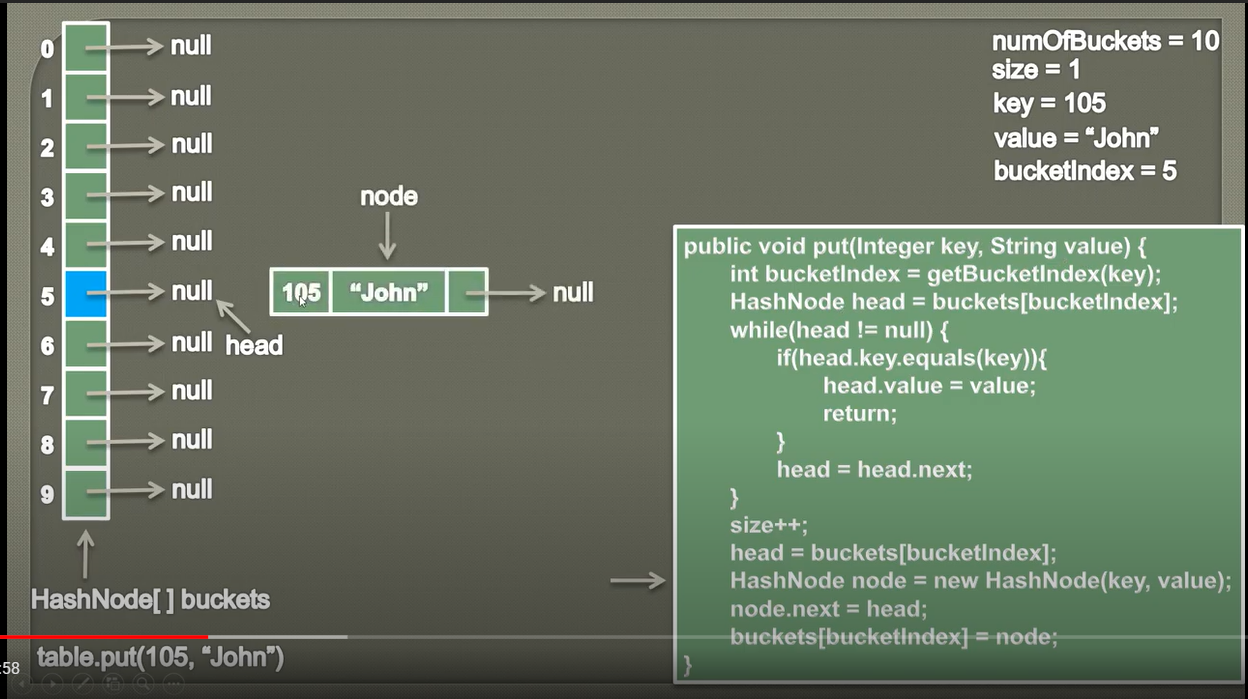 0 null
1 null
2 null
3 null
4 null
5 null
6 null
7 null
8 null
9 null
head
node
105 “John” null
HashNode[ ] buckets
table.put(105, “John”)
:58
numOfBuckets = 10
size = 1
key = 105
value = “John”
bucketIndex = 5
public void put(Integer key, String value) {
int bucketIndex = getBucketIndex(key);
HashNode head = buckets[bucketIndex];
while(head != null) {
if(head.key.equals(key)){
head.value = value;
return;
}
head = head.next;
}
size++;
head = buckets[bucketIndex];
HashNode node = new HashNode(key, value);
node.next = head;
buckets[bucketIndex] = node;
}